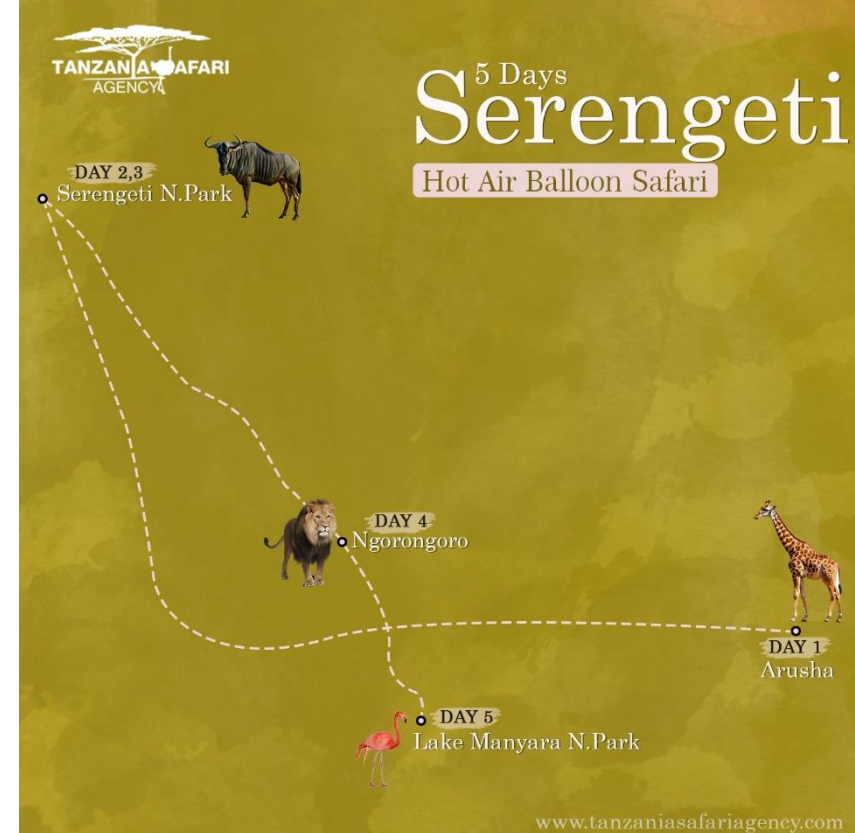 TANZANIA SAFARI
AGENCY
5 Days
Serengeti
Hot Air Balloon Safari
DAY 2,3
Serengeti N.Park
DAY 4
Ngorongoro
DAY 1
Arusha
DAY 5
Lake Manyara N.Park
www.tanzaniasafariagency.com